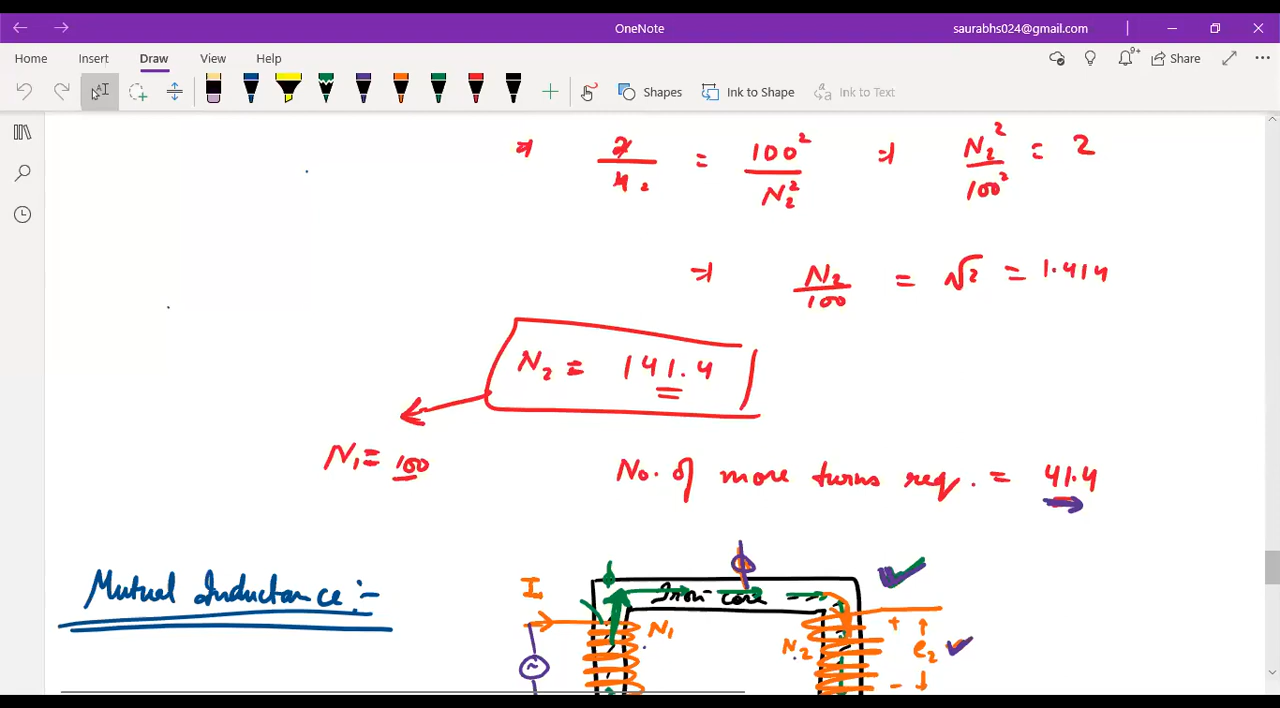 OneNote
saurabhs024@gmail.com
Home Insert Draw View Help
Share
Shapes Ink to Shape Ink to Text
⇒ 2/4₂ = 100²/N₂² ⇒ N₂²/100² = 2
⇒ N₂/100 = √2 = 1.414
N₂ = 141.4
N₁ = 100
No. of more turns req. = 41.4
Mutual Inductance :-
I₁
ϕ
Iron core
N₁
N₂
+
e₂
-
~